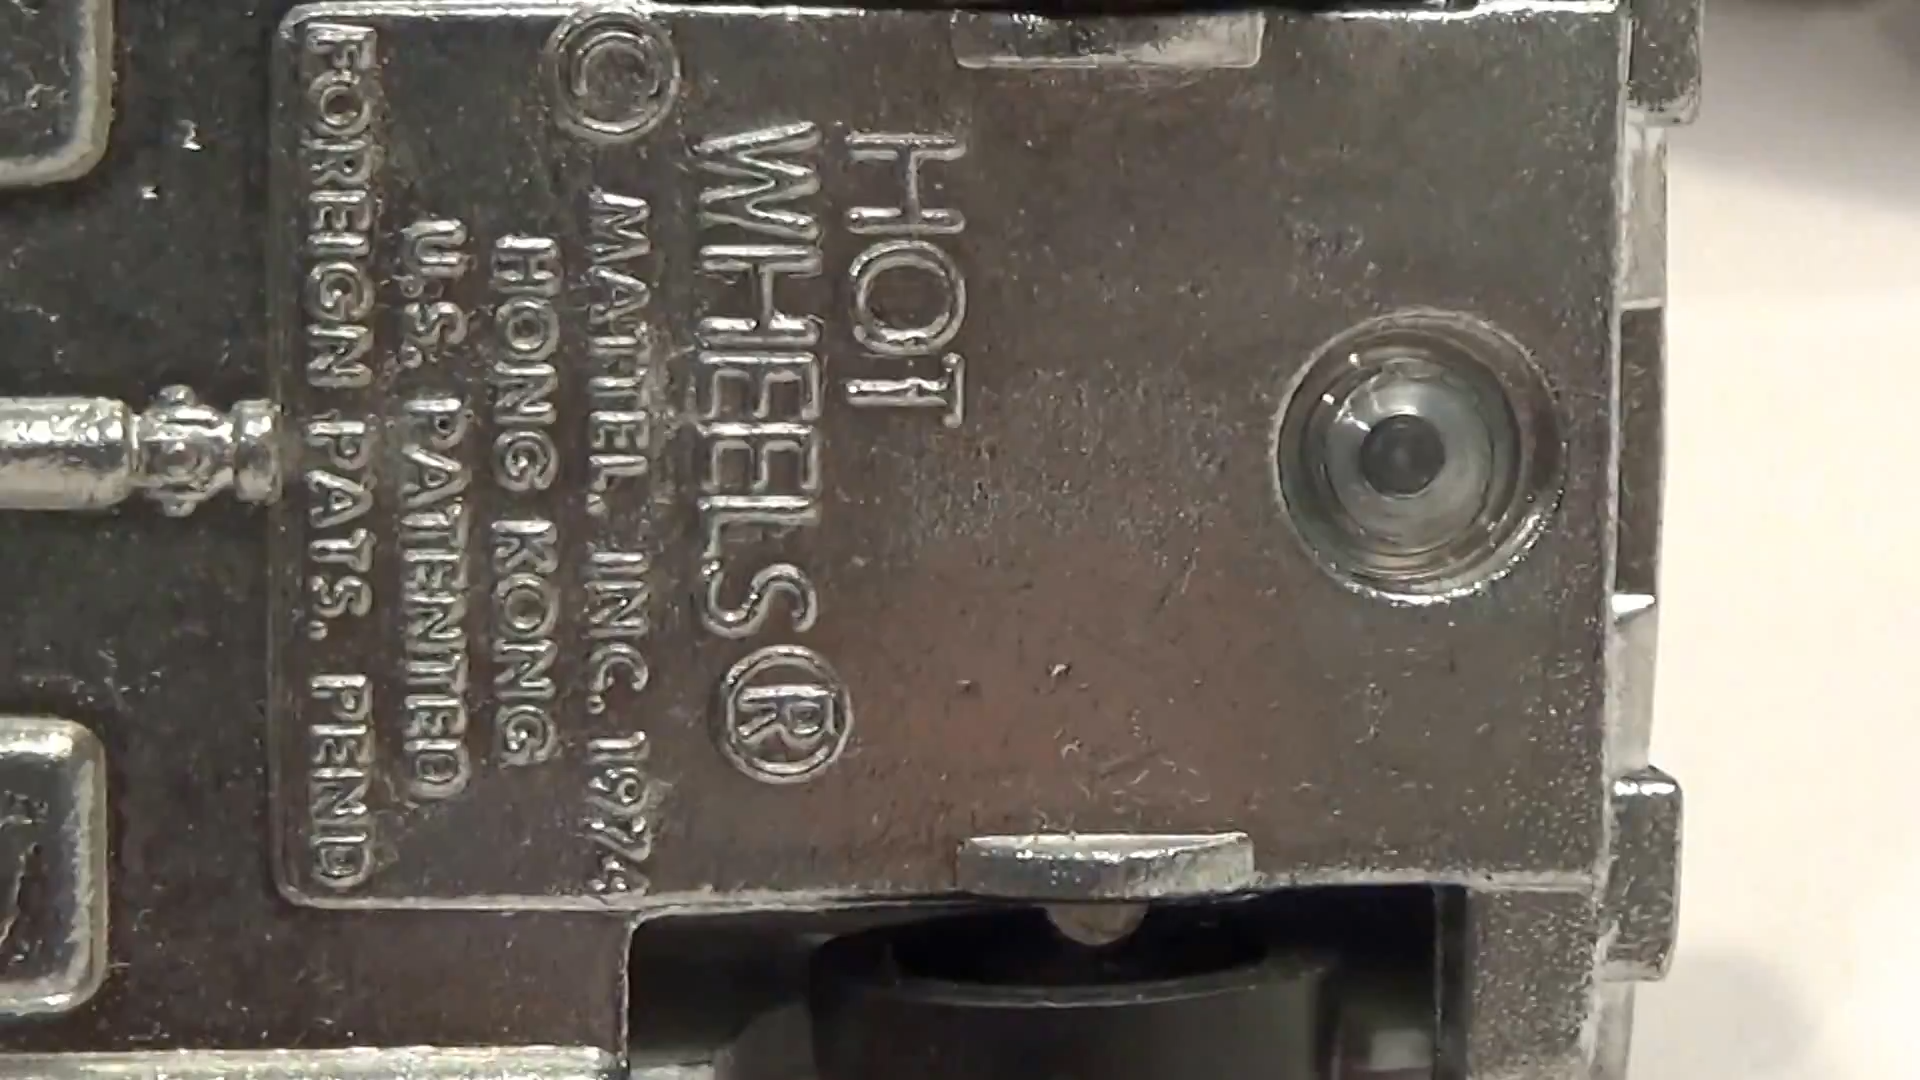 HOT
WHEELS®
© MATTEL, INC. 1974
HONG KONG
U.S. PATENTED
FOREIGN PATS. PEND